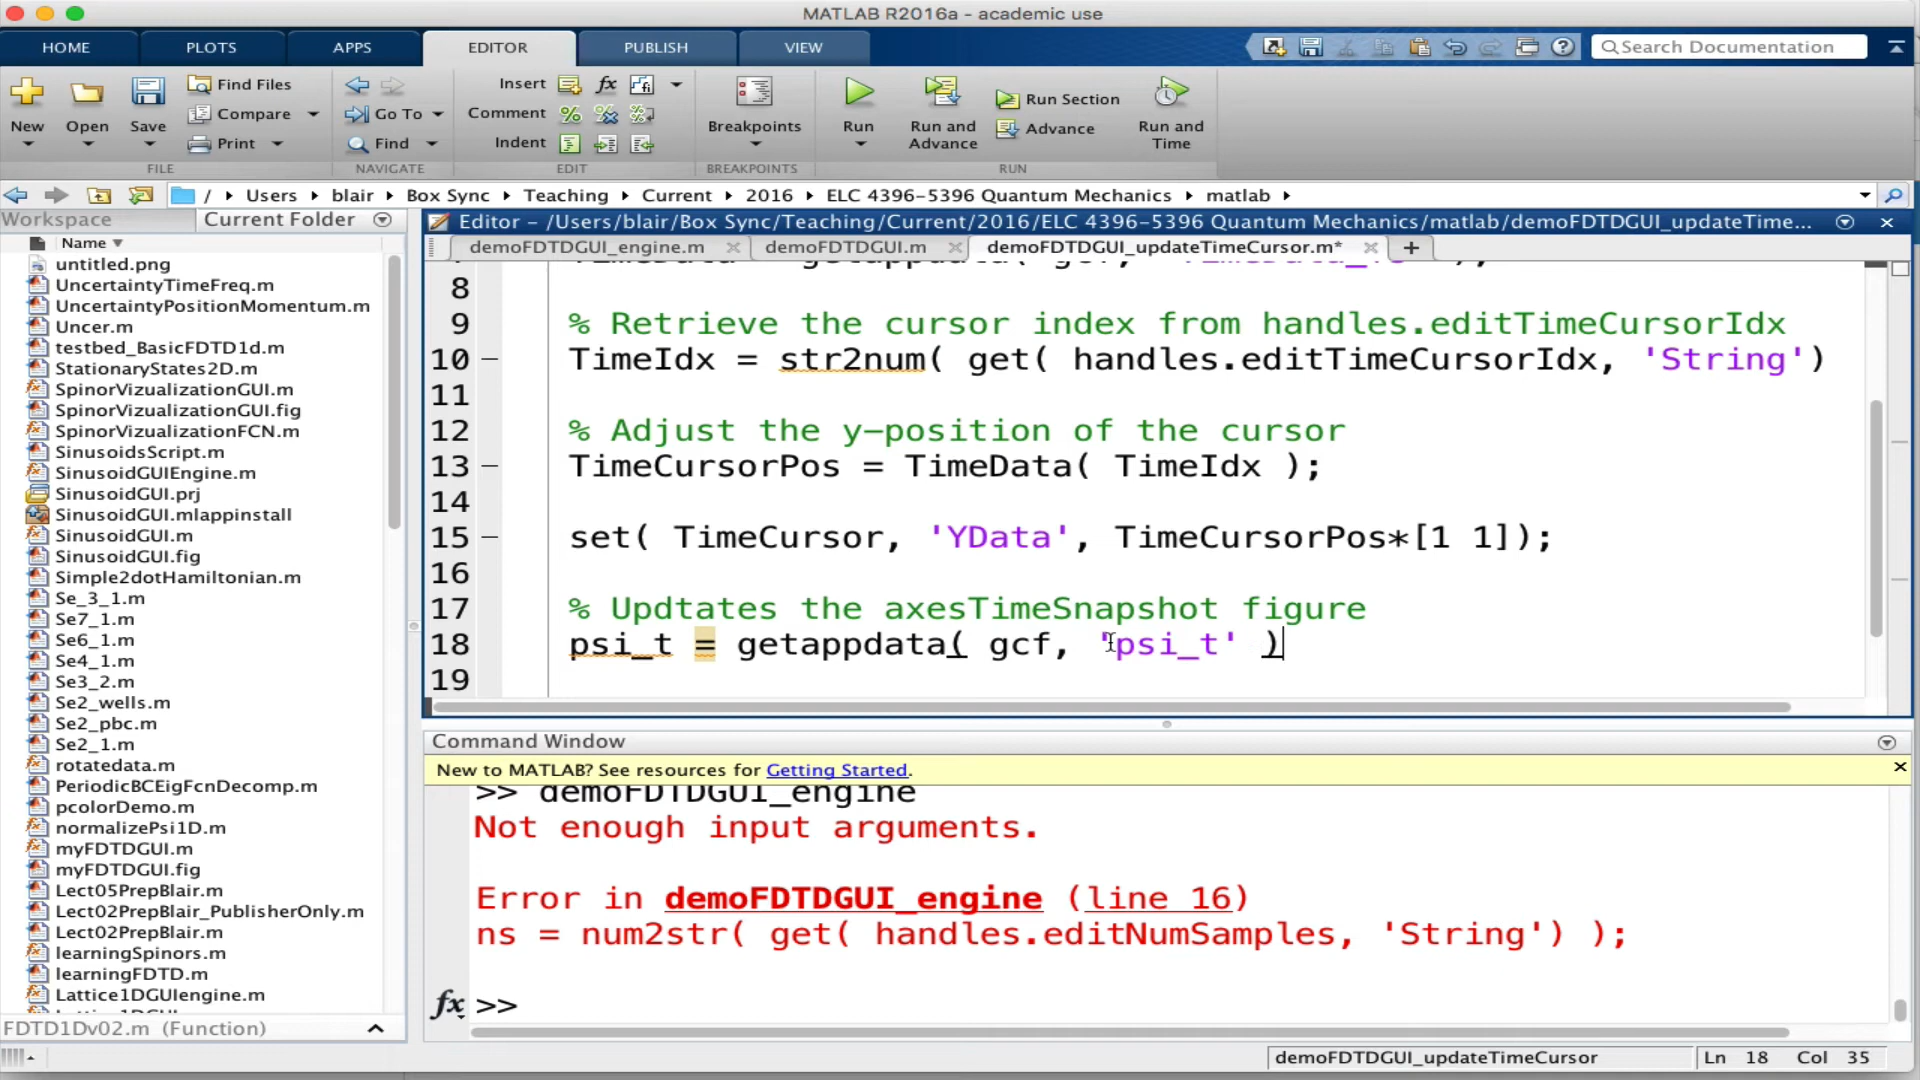 MATLAB R2016a - academic use
HOME
PLOTS
APPS
EDITOR
PUBLISH
VIEW
Search Documentation
New
Open
Save
Find Files
Compare
Print
FILE
Go To
Find
NAVIGATE
Insert
fx
Comment
Indent
EDIT
Breakpoints
BREAKPOINTS
Run
Run and Advance
Run Section
Advance
Run and Time
RUN
/ Users blair Box Sync Teaching Current 2016 ELC 4396-5396 Quantum Mechanics matlab
Workspace
Current Folder
Name
untitled.png
UncertaintyTimeFreq.m
UncertaintyPositionMomentum.m
Uncer.m
testbed_BasicFDTD1d.m
StationaryStates2D.m
SpinorVizualizationGUI.m
SpinorVizualizationGUI.fig
SpinorVizualizationFCN.m
SinusoidsScript.m
SinusoidGUIEngine.m
SinusoidGUI.prj
SinusoidGUI.mlappinstall
SinusoidGUI.m
SinusoidGUI.fig
Simple2dotHamiltonian.m
Se_3_1.m
Se7_1.m
Se6_1.m
Se4_1.m
Se3_2.m
Se2_wells.m
Se2_pbc.m
Se2_1.m
rotatedata.m
PeriodicBCEigFcnDecomp.m
pcolorDemo.m
normalizePsi1D.m
myFDTDGUI.m
myFDTDGUI.fig
Lect05PrepBlair.m
Lect02PrepBlair_PublisherOnly.m
Lect02PrepBlair.m
learningSpinors.m
learningFDTD.m
Lattice1DGUIengine.m
FDTD1Dv02.m (Function)
Editor – /Users/blair/Box Sync/Teaching/Current/2016/ELC 4396-5396 Quantum Mechanics/matlab/demoFDTDGUI_updateTime...
demoFDTDGUI_engine.m
demoFDTDGUI.m
demoFDTDGUI_updateTimeCursor.m*
8
9 % Retrieve the cursor index from handles.editTimeCursorIdx
10 – TimeIdx = str2num( get( handles.editTimeCursorIdx, 'String')
11
12 % Adjust the y-position of the cursor
13 – TimeCursorPos = TimeData( TimeIdx );
14
15 – set( TimeCursor, 'YData', TimeCursorPos*[1 1]);
16
17 % Updtates the axesTimeSnapshot figure
18 – psi_t = getappdata( gcf, 'psi_t' )
19
Command Window
New to MATLAB? See resources for Getting Started.
>> demoFDTDGUI_engine
Not enough input arguments.
Error in demoFDTDGUI_engine (line 16)
ns = num2str( get( handles.editNumSamples, 'String') );
fx >>
demoFDTDGUI_updateTimeCursor
Ln 18 Col 35